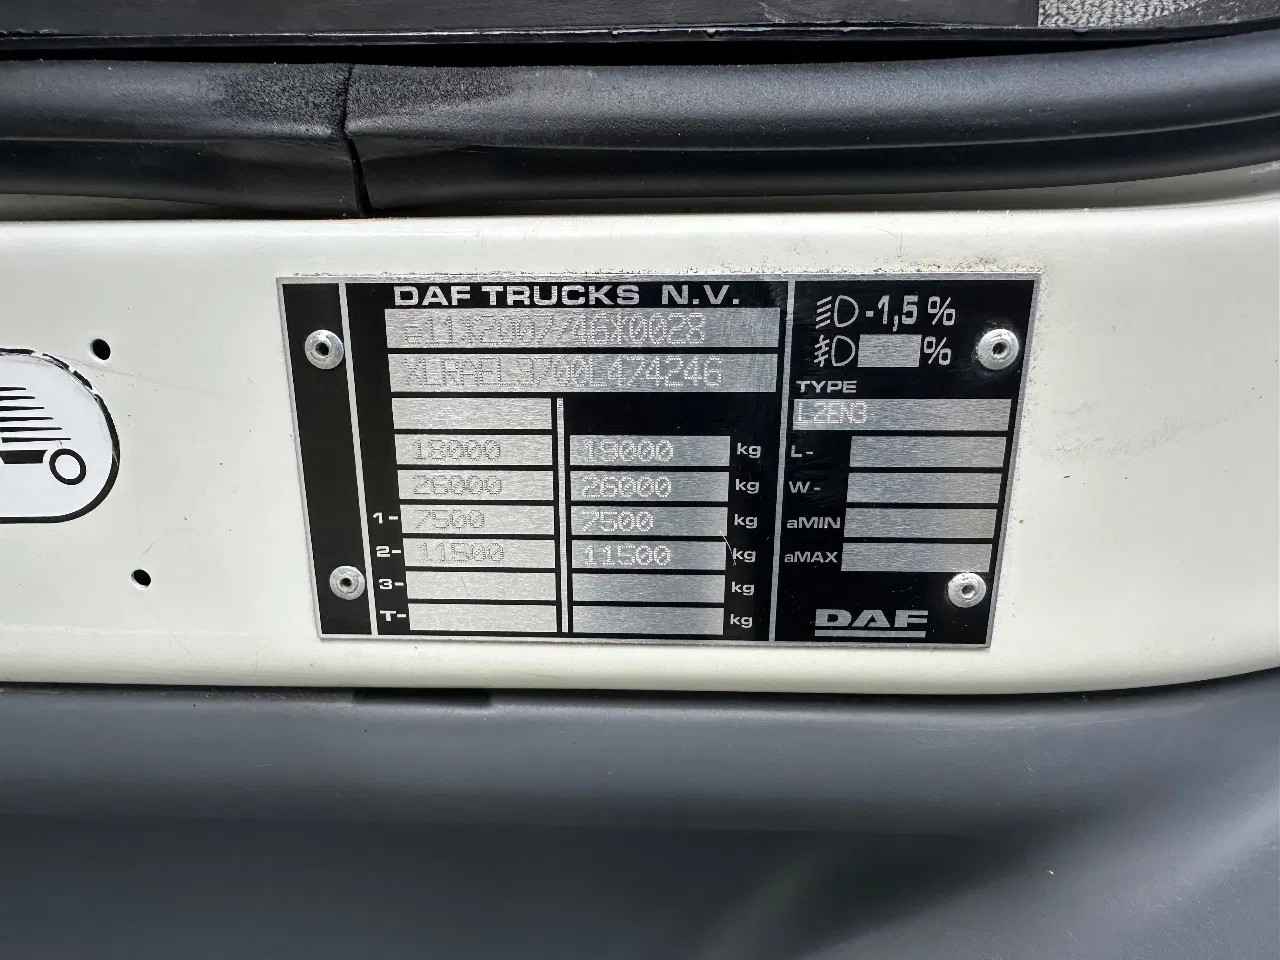 DAF TRUCKS N.V.
e11*2007/46*0028
XLRAEL3700L474246
18000 19000 kg
26000 26000 kg
1- 7500 7500 kg
2- 11500 11500 kg
3- kg
T- kg
-1,5 %
%
TYPE
L2EN3
L-
W-
aMIN
aMAX
DAF